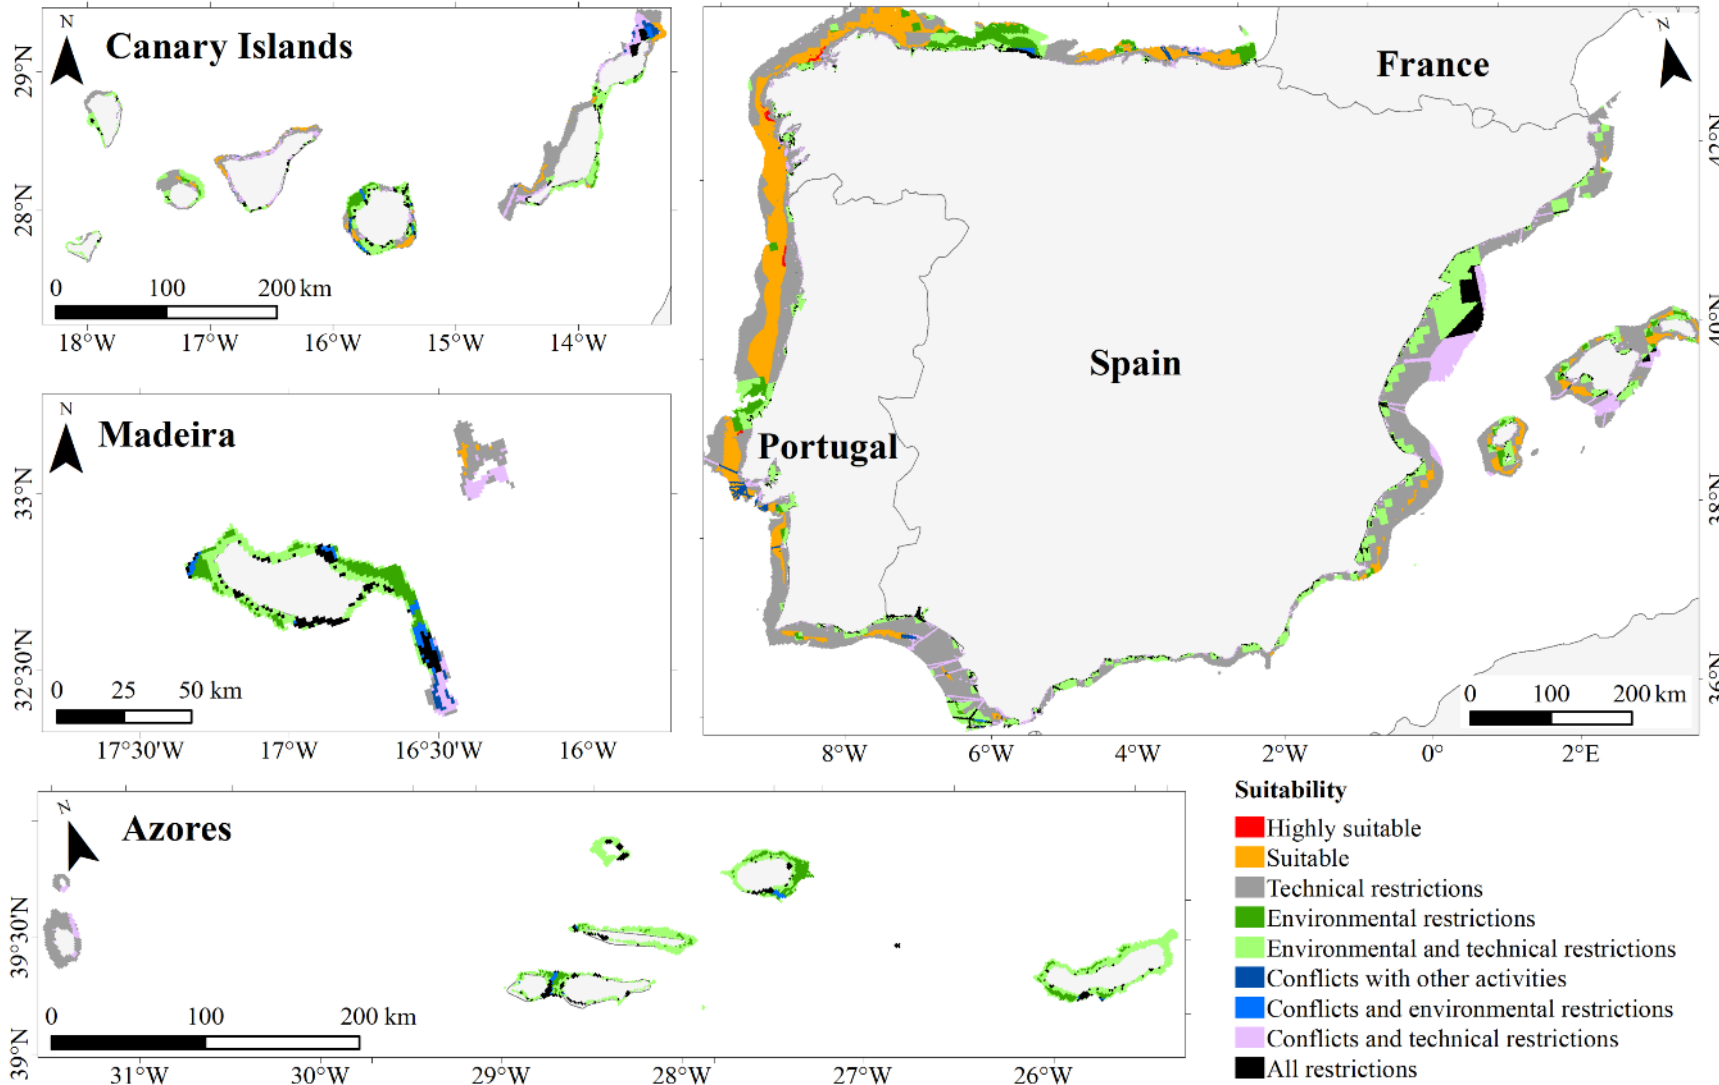 N
Canary Islands
29°N
28°N
0 100 200 km
18°W 17°W 16°W 15°W 14°W
N
Madeira
33°N
32°30'N
0 25 50 km
17°30'W 17°W 16°30'W 16°W
N
France
Spain
Portugal
42°N
40°N
38°N
36°N
0 100 200 km
8°W 6°W 4°W 2°W 0° 2°E
N
Azores
39°30'N
39°N
0 100 200 km
31°W 30°W 29°W 28°W 27°W 26°W
Suitability
Highly suitable
Suitable
Technical restrictions
Environmental restrictions
Environmental and technical restrictions
Conflicts with other activities
Conflicts and environmental restrictions
Conflicts and technical restrictions
All restrictions